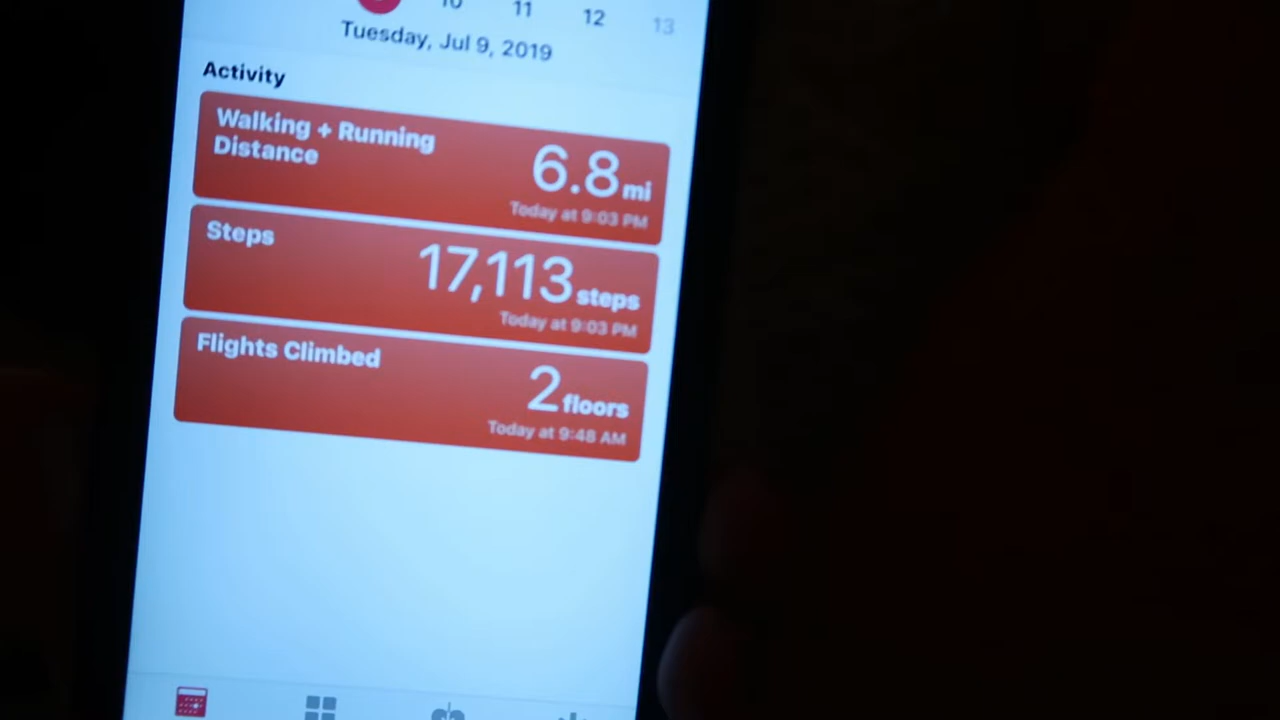 10 11 12 13
Tuesday, Jul 9, 2019
Activity
Walking + Running
Distance
6.8 mi
Today at 9:03 PM
Steps
17,113 steps
Today at 9:03 PM
Flights Climbed
2 floors
Today at 9:48 AM